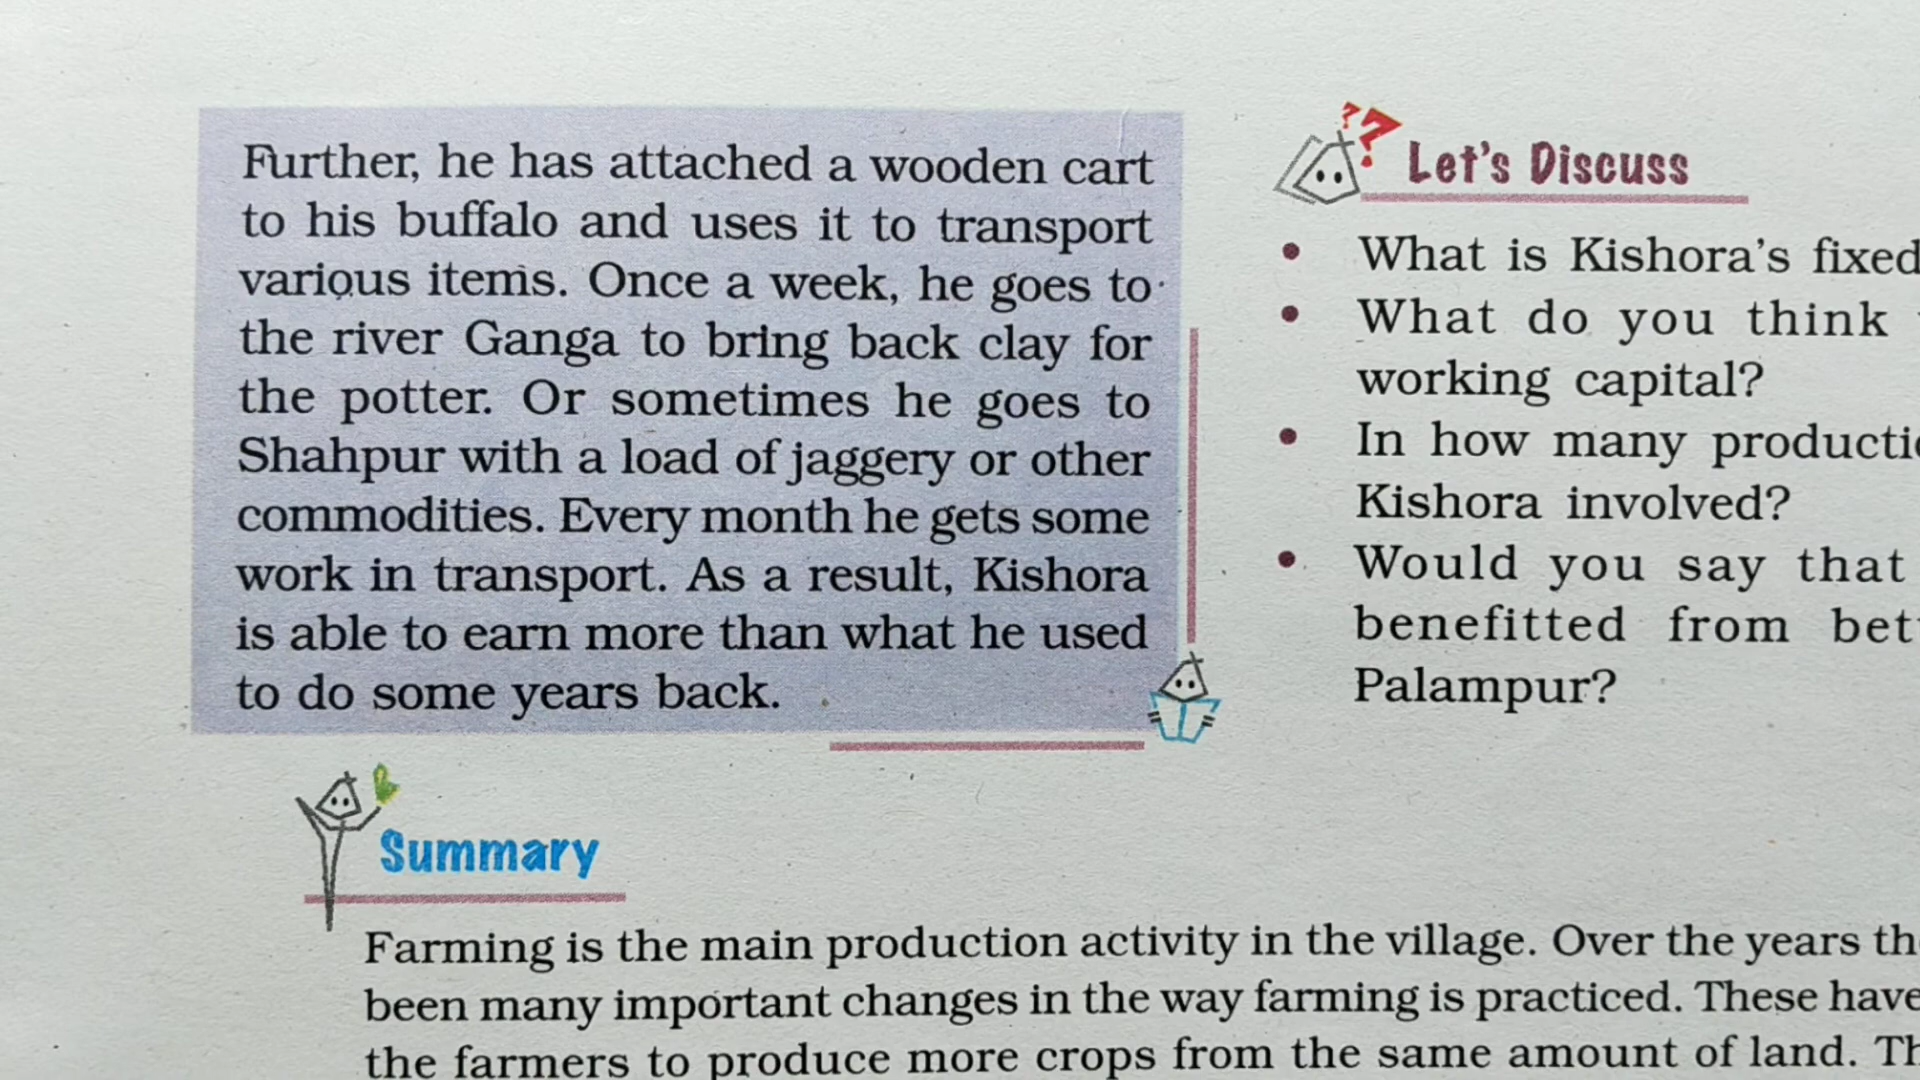 Further, he has attached a wooden cart
to his buffalo and uses it to transport
various items. Once a week, he goes to
the river Ganga to bring back clay for
the potter. Or sometimes he goes to
Shahpur with a load of jaggery or other
commodities. Every month he gets some
work in transport. As a result, Kishora
is able to earn more than what he used
to do some years back.
??
Let's Discuss
• What is Kishora's fixed
• What do you think
working capital?
• In how many
Kishora involved?
• Would you say that
benefitted from
Palampur?
Summary
Farming is the main production activity in the village. Over the years
been many important changes in the way farming is practiced. These have
the farmers to produce more crops from the same amount of land.